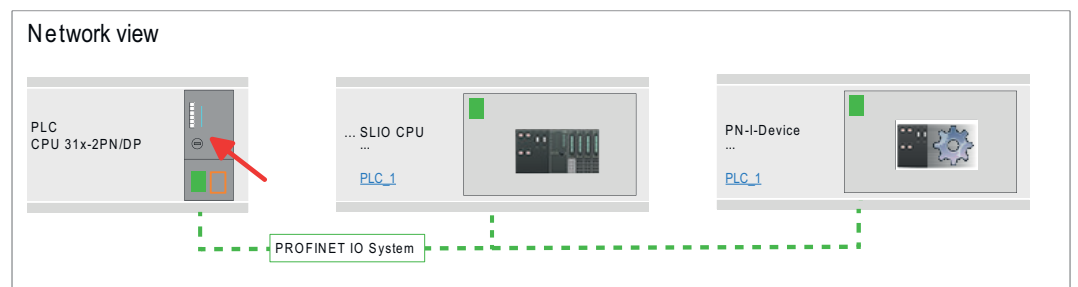 Network view
PLC
CPU 31x-2PN/DP
... SLIO CPU
...
PLC_1
PN-I-Device
...
PLC_1
PROFINET IO System